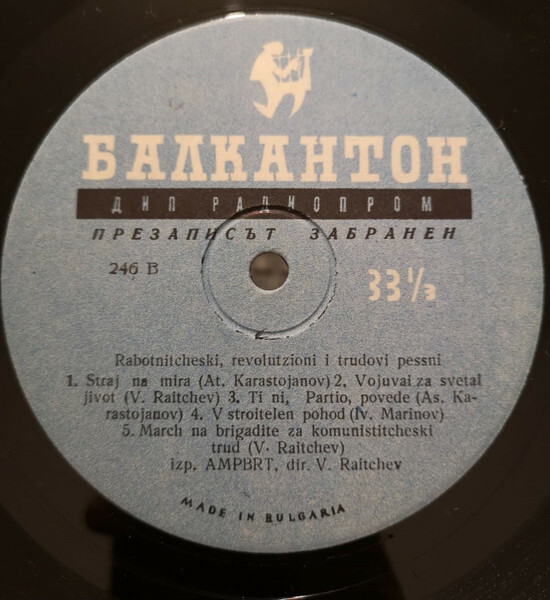 БАЛКАНТОН
ДИП РАДИОПРОМ
ПРЕЗАПИСЪТ ЗАБРАНЕН
246 B
33⅓
Rabotnitcheski, revolutzioni i trudovi pessni
1. Straj na mira (At. Karastojanov) 2, Vojuvai za svetal
jivot (V. Raitchev) 3. Ti ni, Partio, povede (As. Ka-
rastojanov) 4. V stroitelen pohod (Iv. Marinov)
5. March na brigadite za komunistitcheski
trud (V. Raitchev)
izp. AMPBRT, dir. V. Raitchev
MADE IN BULGARIA